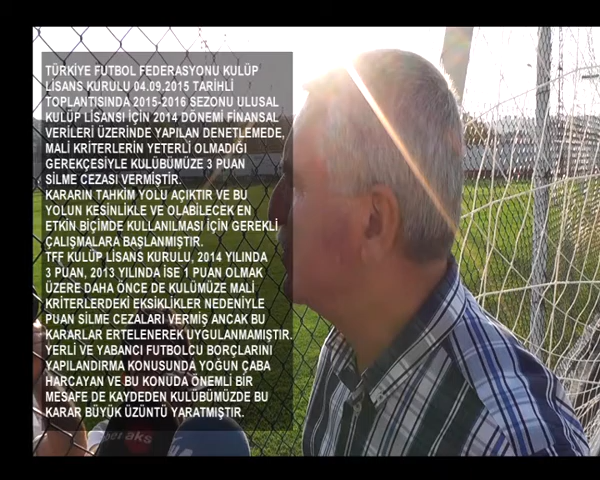 TÜRKİYE FUTBOL FEDERASYONU KULÜP
LİSANS KURULU 04.09.2015 TARİHLİ
TOPLANTISINDA 2015-2016 SEZONU ULUSAL
KULÜP LİSANSI İÇİN 2014 DÖNEMİ FİNANSAL
VERİLERİ ÜZERİNDE YAPILAN DENETLEMEDE,
MALİ KRİTERLERİN YETERLİ OLMADIĞI
GEREKÇESİYLE KULÜBÜMÜZE 3 PUAN
SİLME CEZASI VERMİŞTİR.
KARARIN TAHKİM YOLU AÇIKTIR VE BU
YOLUN KESİNLİKLE VE OLABİLECEK EN
ETKİN BİÇİMDE KULLANILMASI İÇİN GEREKLİ
ÇALIŞMALARA BAŞLANMIŞTIR.
TFF KULÜP LİSANS KURULU, 2014 YILINDA
3 PUAN, 2013 YILINDA İSE 1 PUAN OLMAK
ÜZERE DAHA ÖNCE DE KULÜMÜZE MALİ
KRİTERLERDEKİ EKSİKLİKLER NEDENİYLE
PUAN SİLME CEZALARI VERMİŞ ANCAK BU
KARARLAR ERTELENEREK UYGULANMAMIŞTIR.
YERLİ VE YABANCI FUTBOLCU BORÇLARINI
YAPILANDIRMA KONUSUNDA YOĞUN ÇABA
HARCAYAN VE BU KONUDA ÖNEMLİ BİR
MESAFE DE KAYDEDEN KULÜBÜMÜZDE BU
KARAR BÜYÜK ÜZÜNTÜ YARATMIŞTIR.
aks